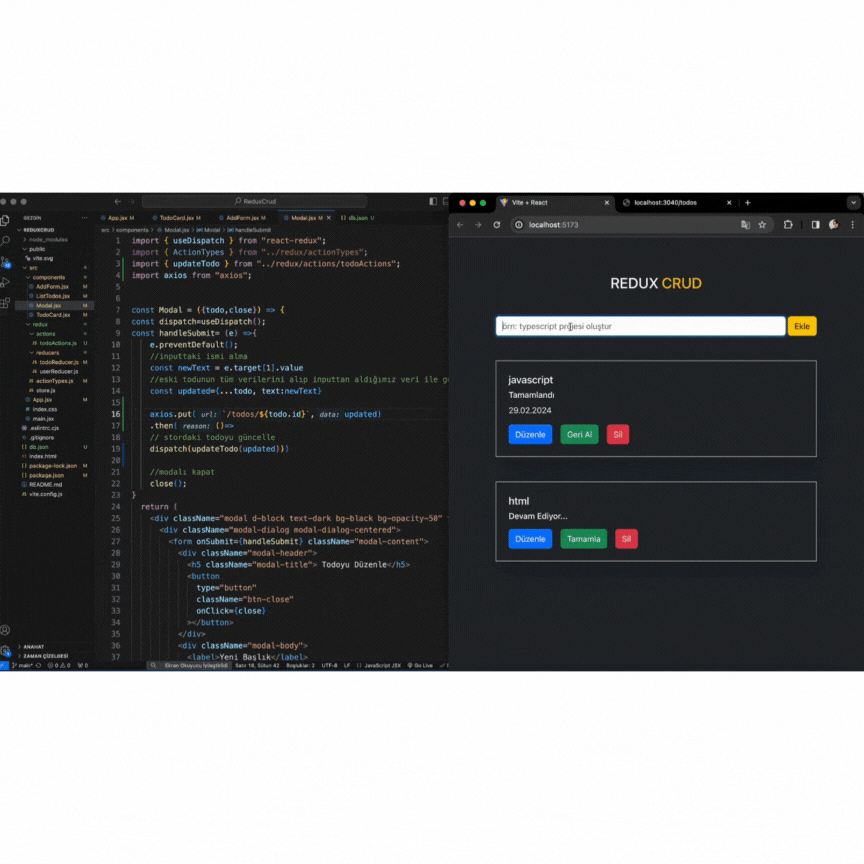 ReduxCrud
GEZGİN
REDUXCRUD
node_modules
public
vite.svg
src
components
AddForm.jsx M
ListTodos.jsx M
Modal.jsx M
TodoCard.jsx M
redux
actions
todoActions.js U
reducers
todoReducer.js M
userReducer.js M
actionTypes.js M
store.js M
App.jsx M
index.css M
main.jsx M
.eslintrc.cjs
.gitignore
db.json U
index.html
package-lock.json M
package.json M
README.md
vite.config.js
ANAHAT
ZAMAN ÇİZELGESİ
App.jsx M TodoCard.jsx M AddForm.jsx M Modal.jsx M × db.json U
src > components > Modal.jsx > Modal > handleSubmit
1 import { useDispatch } from "react-redux";
2 import { ActionTypes } from "../redux/actionTypes";
3 import { updateTodo } from "../redux/actions/todoActions";
4 import axios from "axios";
5
6
7 const Modal = ({todo,close}) => {
8 const dispatch=useDispatch();
9 const handleSubmit= (e) =>{
10 e.preventDefault();
11 //inputtaki ismi alma
12 const newText = e.target[1].value
13 //eski todunun tüm verilerini alıp inputtan aldığımız veri ile
14 const updated={...todo, text:newText}
15
16 axios.put( url: `/todos/${todo.id}`, data: updated)
17 .then( reason: ()=>
18 // stordaki todoyu güncelle
19 dispatch(updateTodo(updated)))
20
21 //modalı kapat
22 close();
23 }
24 return (
25 <div className="modal d-block text-dark bg-black bg-opacity-50"
26 <div className="modal-dialog modal-dialog-centered">
27 <form onSubmit={handleSubmit} className="modal-content">
28 <div className="modal-header">
29 <h5 className="modal-title"> Todoyu Düzenle</h5>
30 <button
31 type="button"
32 className="btn-close"
33 onClick={close}
34 ></button>
35 </div>
36 <div className="modal-body">
37 <label>Yeni Başlık</label>
main* 0 0 0 Ekran Okuyucu İyileştirildi Satır 16, Sütun 42 Boşluklar: 2 UTF-8 LF JavaScript JSX Go Live
Vite + React × localhost:3040/todos × +
localhost:5173
REDUX CRUD
örn: typescript projesi oluştur
Ekle
javascript
Tamamlandı
29.02.2024
Düzenle Geri Al Sil
html
Devam Ediyor...
Düzenle Tamamla Sil